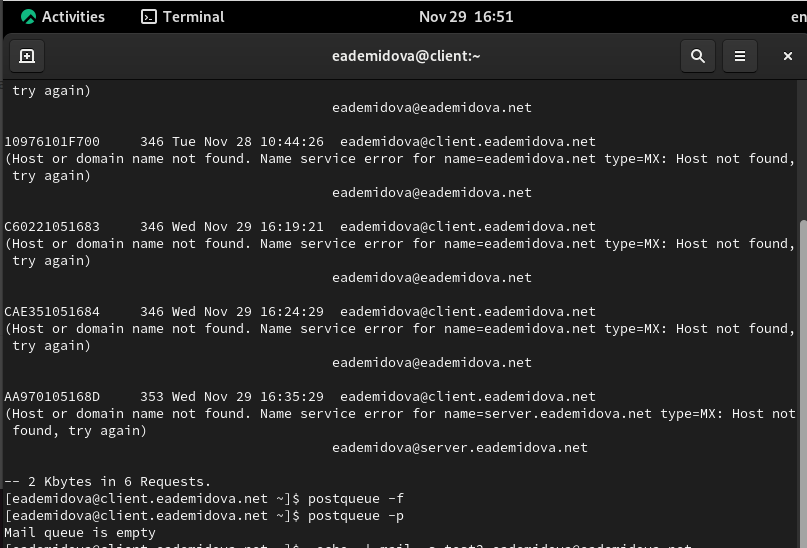 Activities Terminal Nov 29 16:51 en
eademidova@client:~
try again)
eademidova@eademidova.net
10976101F700 346 Tue Nov 28 10:44:26 eademidova@client.eademidova.net
(Host or domain name not found. Name service error for name=eademidova.net type=MX: Host not found,
try again)
eademidova@eademidova.net
C60221051683 346 Wed Nov 29 16:19:21 eademidova@client.eademidova.net
(Host or domain name not found. Name service error for name=eademidova.net type=MX: Host not found,
try again)
eademidova@eademidova.net
CAE351051684 346 Wed Nov 29 16:24:29 eademidova@client.eademidova.net
(Host or domain name not found. Name service error for name=eademidova.net type=MX: Host not found,
try again)
eademidova@eademidova.net
AA970105168D 353 Wed Nov 29 16:35:29 eademidova@client.eademidova.net
(Host or domain name not found. Name service error for name=server.eademidova.net type=MX: Host not
found, try again)
eademidova@server.eademidova.net
-- 2 Kbytes in 6 Requests.
[eademidova@client.eademidova.net ~]$ postqueue -f
[eademidova@client.eademidova.net ~]$ postqueue -p
Mail queue is empty